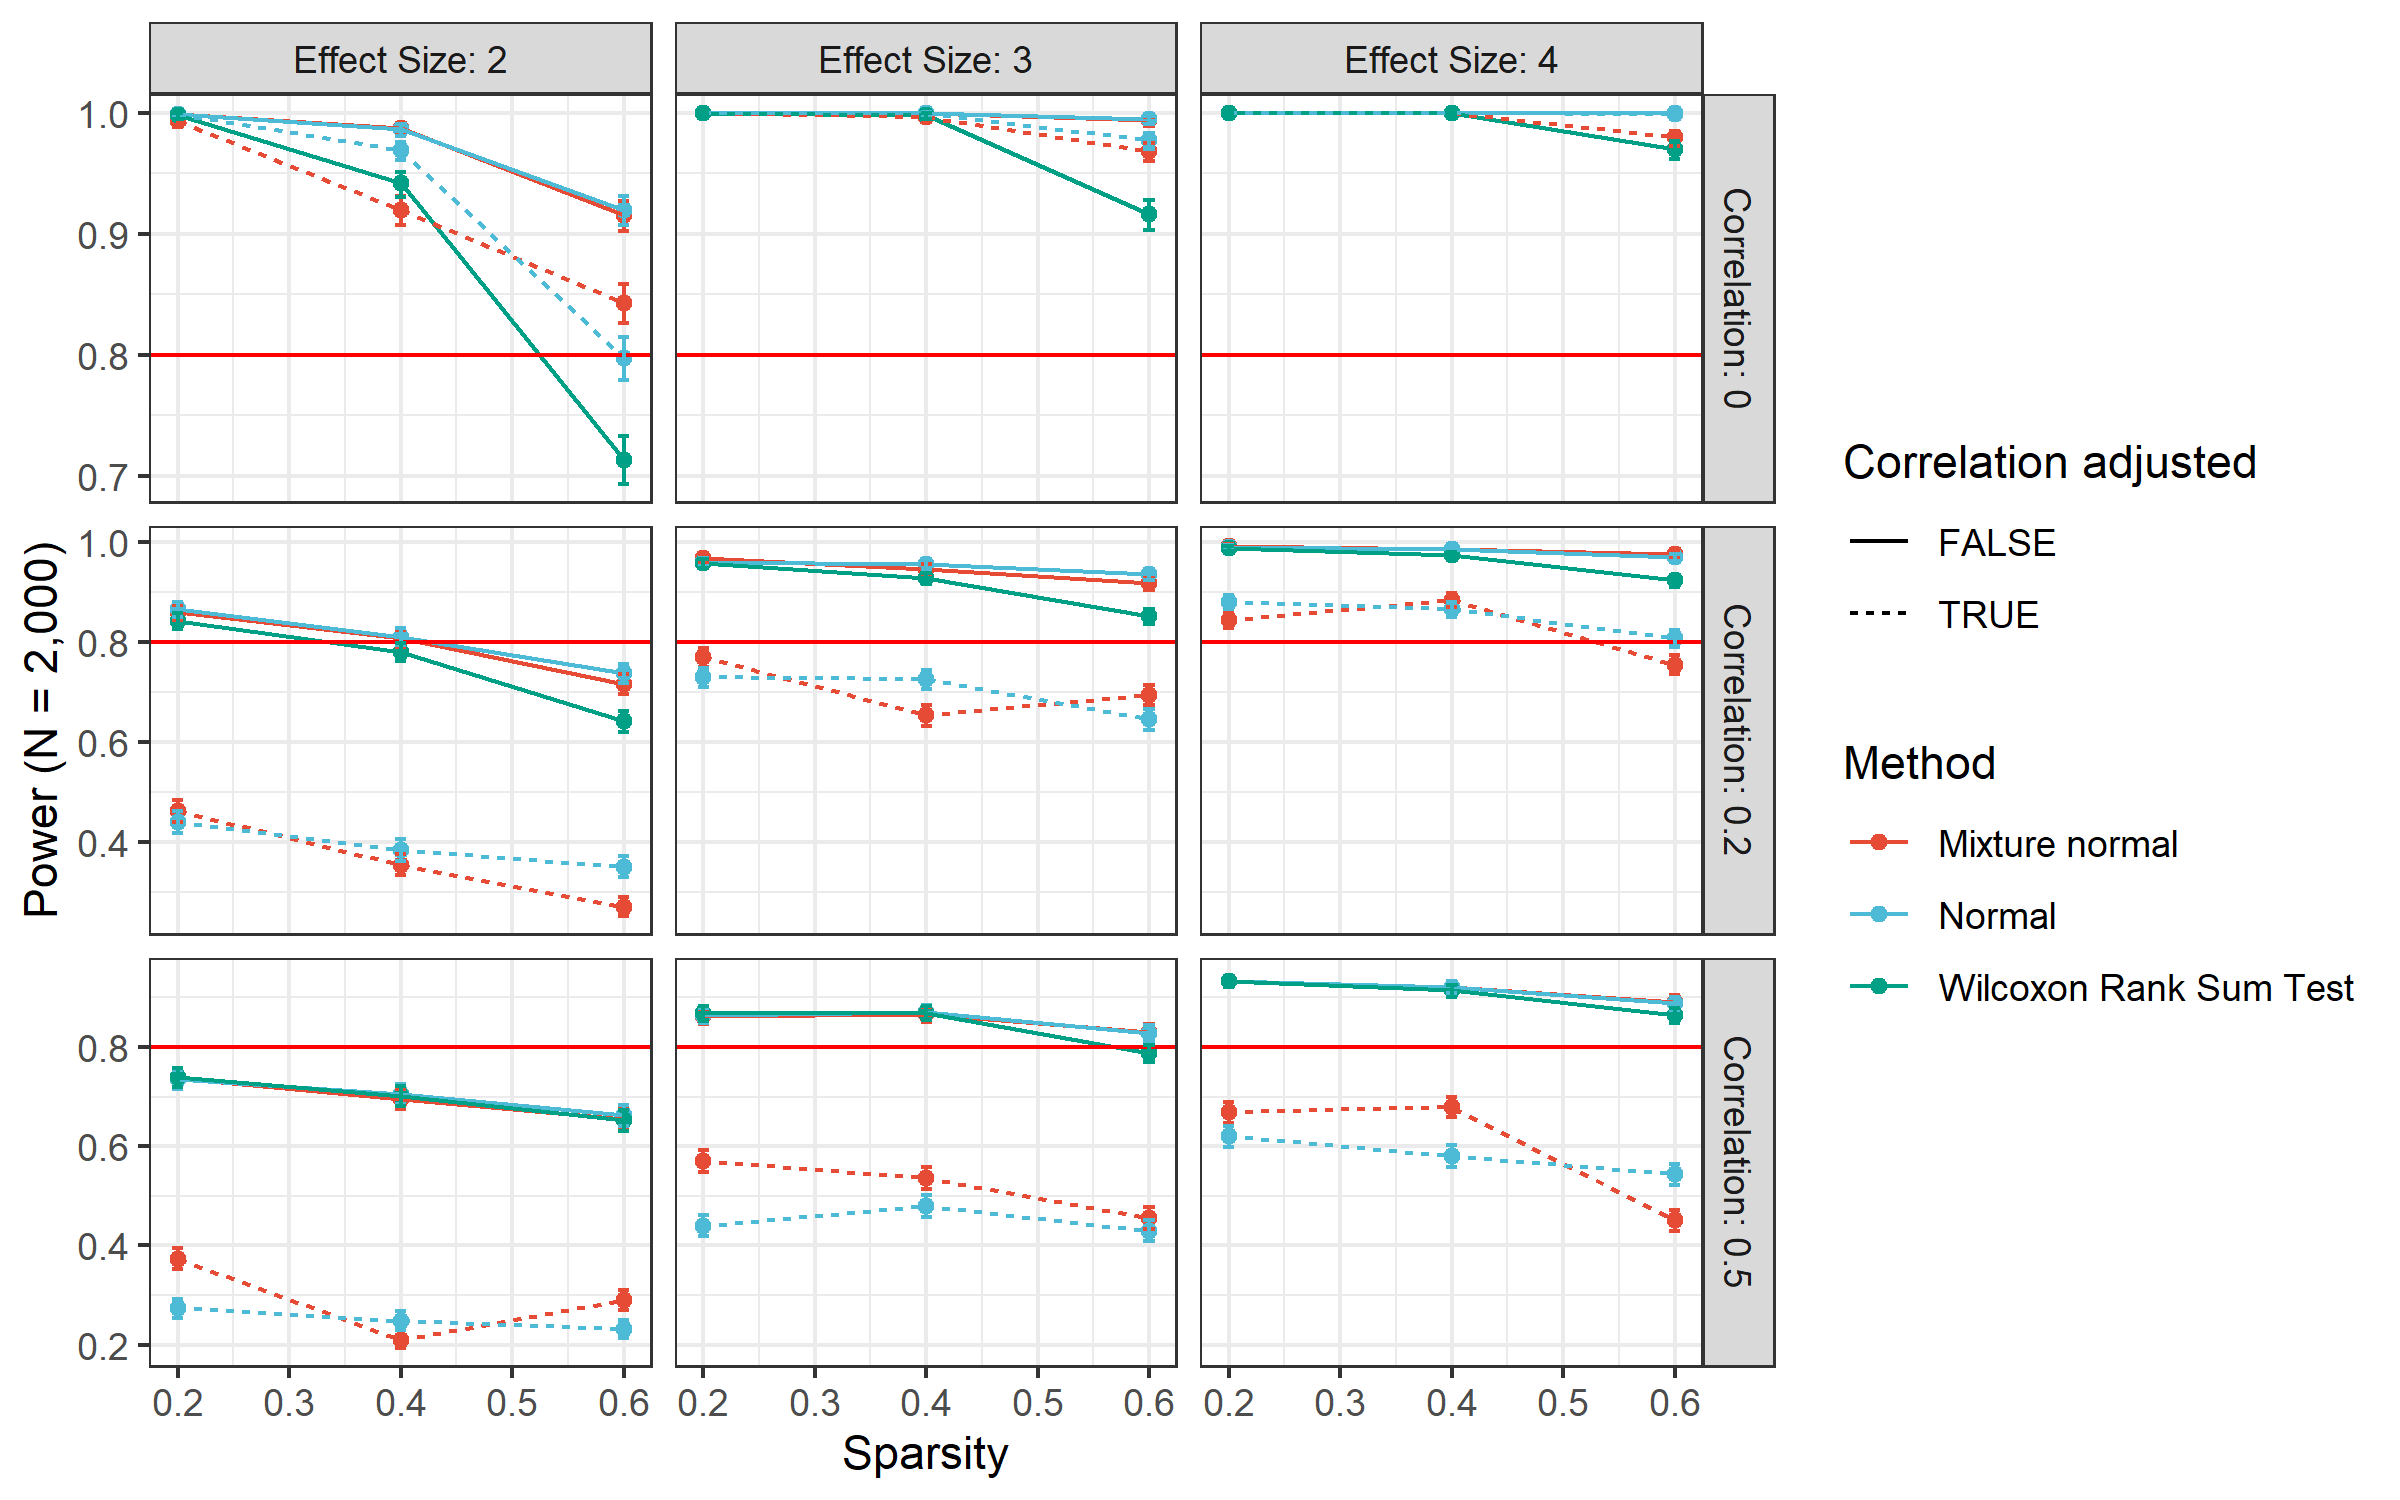 Effect Size: 2
Effect Size: 3
Effect Size: 4
1.0
0.9
0.8
0.7
Correlation: 0
1.0
0.8
0.6
0.4
Correlation: 0.2
0.8
0.6
0.4
0.2
Correlation: 0.5
Power (N = 2,000)
0.2 0.3 0.4 0.5 0.6
0.2 0.3 0.4 0.5 0.6
0.2 0.3 0.4 0.5 0.6
Sparsity
Correlation adjusted
FALSE
TRUE
Method
Mixture normal
Normal
Wilcoxon Rank Sum Test